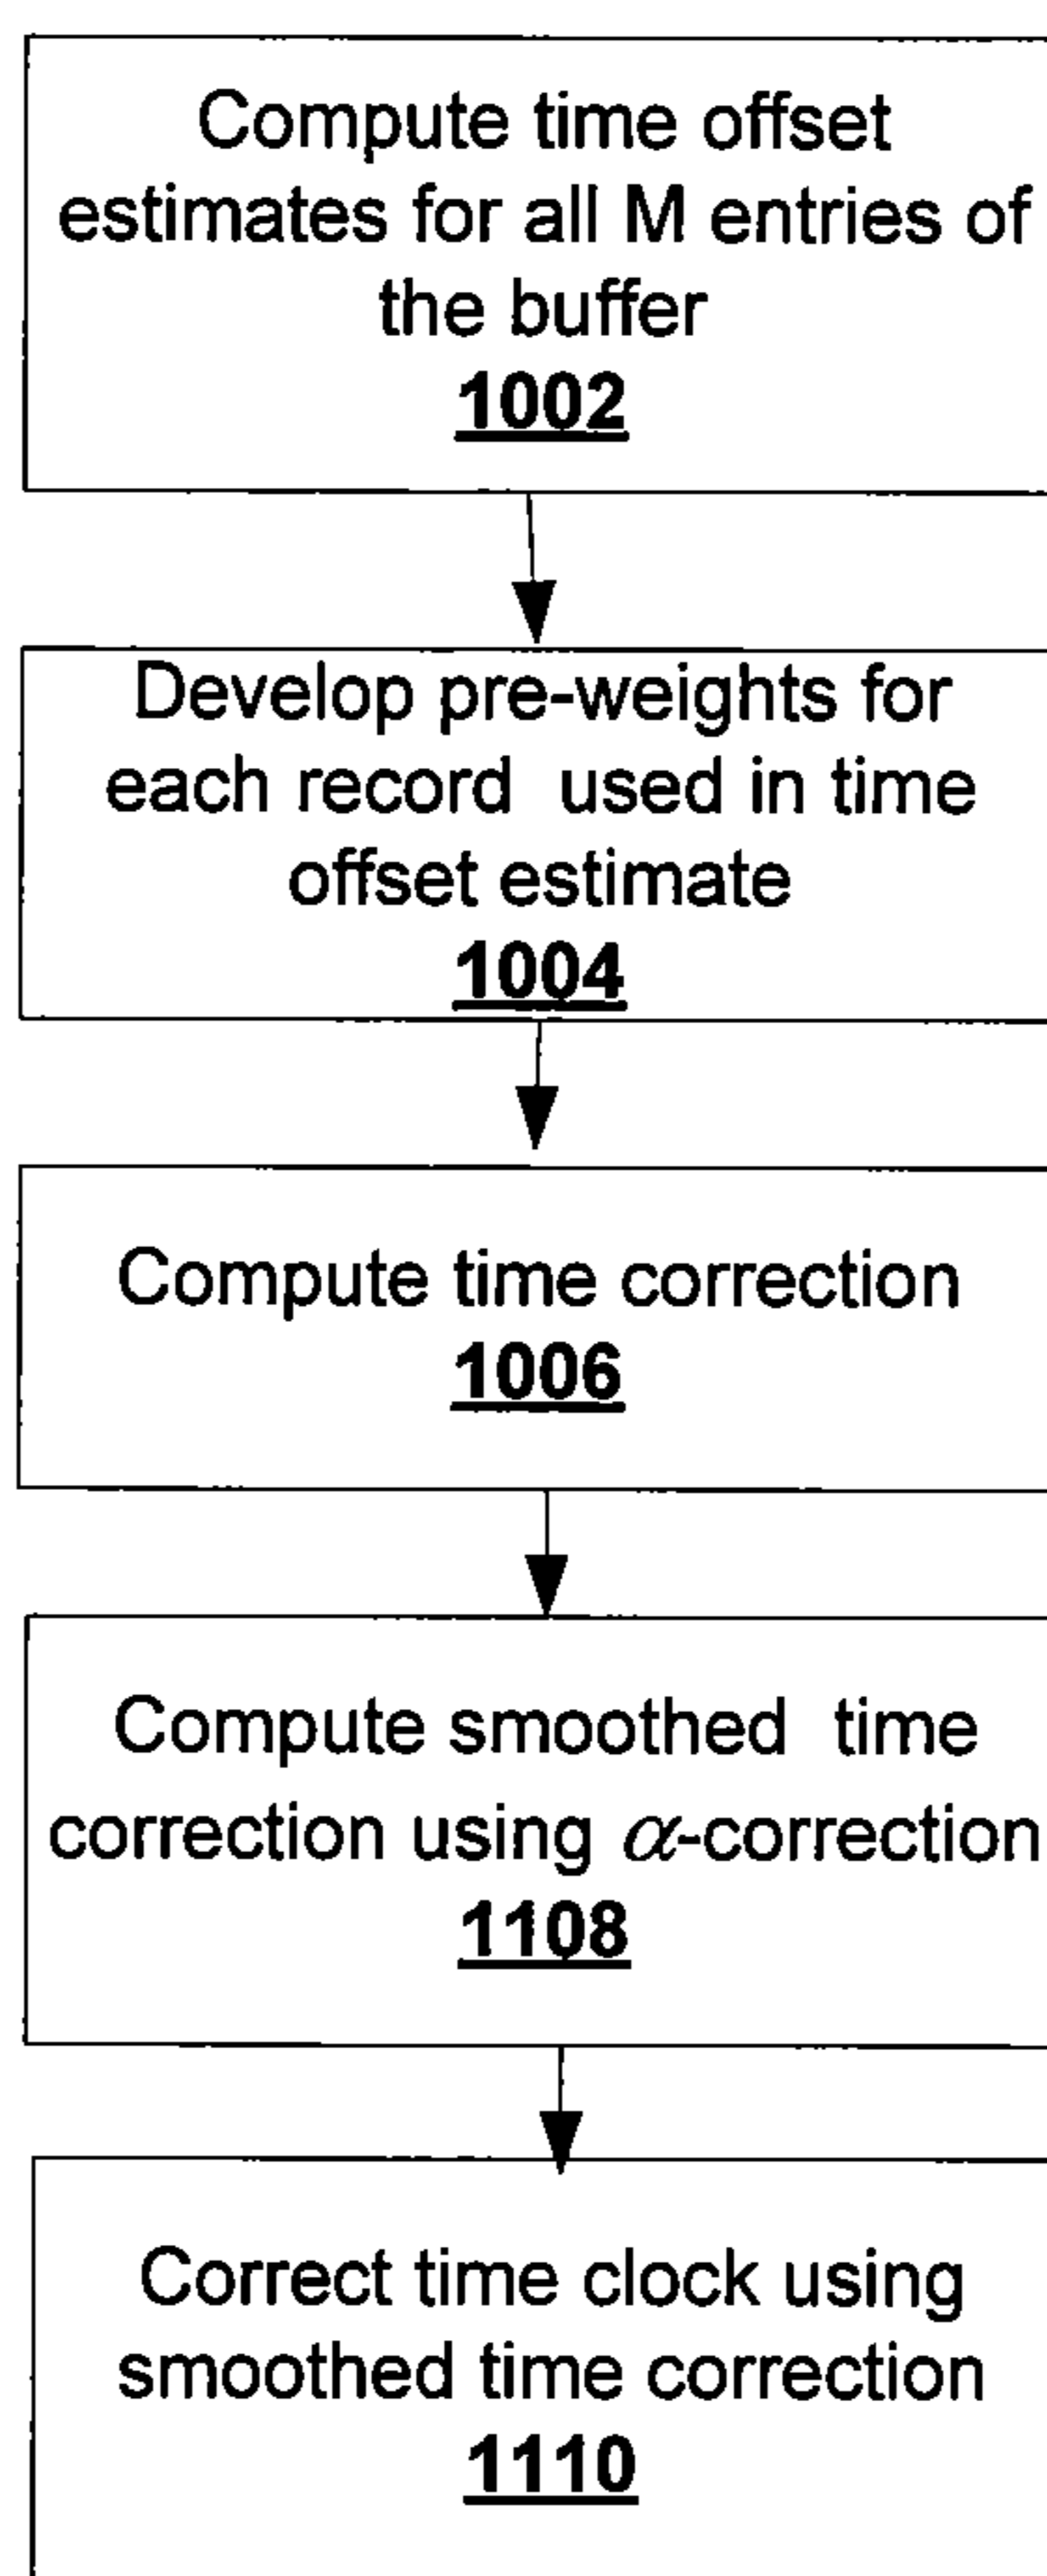 Compute time offset
estimates for all M entries of
the buffer
1002
Develop pre-weights for
each record used in time
offset estimate
1004
Compute time correction
1006
Compute smoothed time
correction using α-correction
1108
Correct time clock using
smoothed time correction
1110